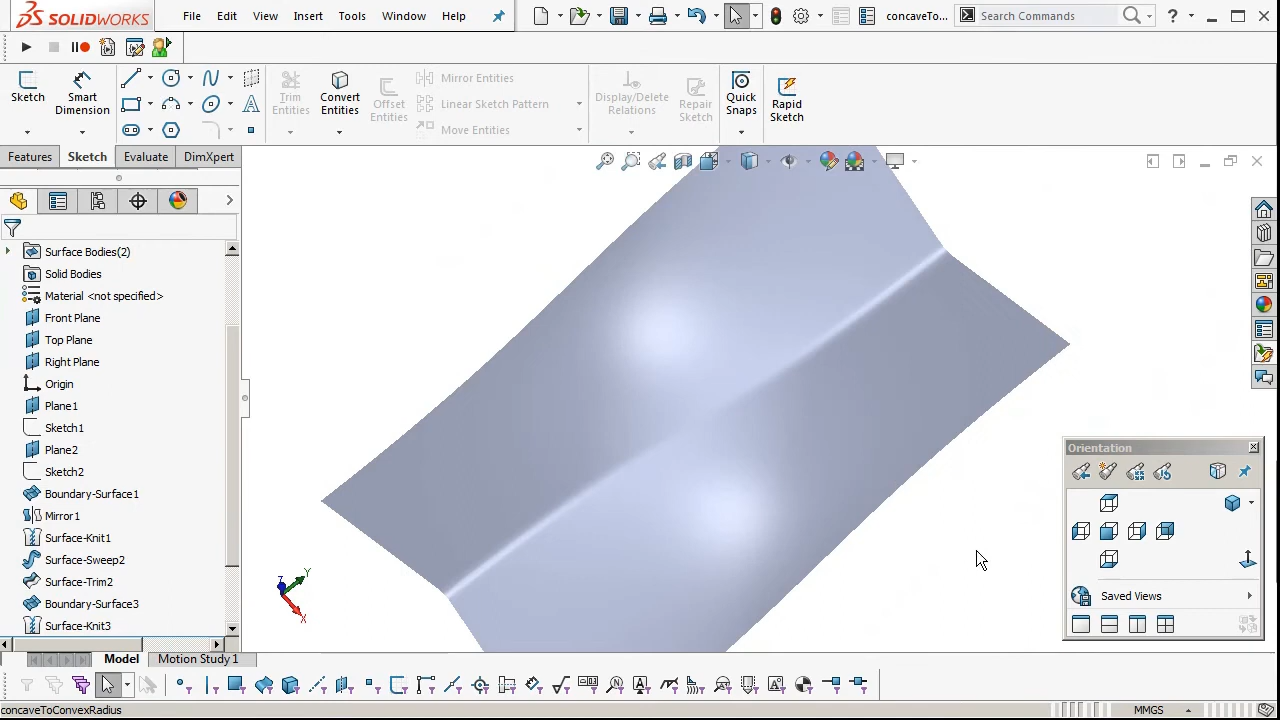 SOLIDWORKS File Edit View Insert Tools Window Help concaveTo... Search Commands
Sketch Smart Dimension Trim Entities Convert Entities Offset Entities Mirror Entities Linear Sketch Pattern Move Entities Display/Delete Relations Repair Sketch Quick Snaps Rapid Sketch
Features Sketch Evaluate DimXpert
Surface Bodies(2)
Solid Bodies
Material <not specified>
Front Plane
Top Plane
Right Plane
Origin
Plane1
Sketch1
Plane2
Sketch2
Boundary-Surface1
Mirror1
Surface-Knit1
Surface-Sweep2
Surface-Trim2
Boundary-Surface3
Surface-Knit3
Z Y X
Orientation
Saved Views
Model Motion Study 1
concaveToConvexRadius MMGS